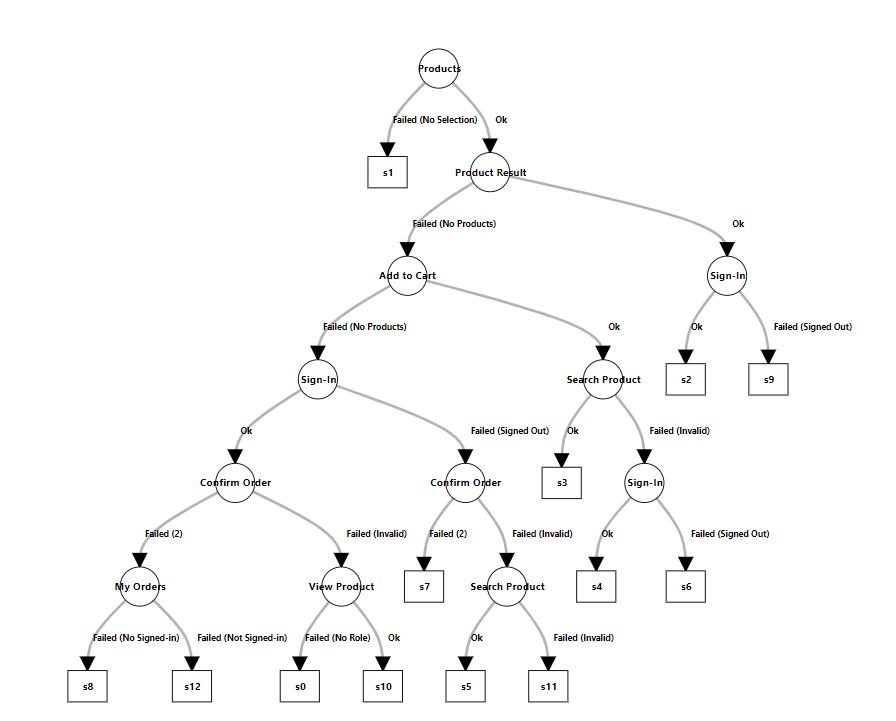 Products
Failed (No Selection)
Ok
s1
Product Result
Failed (No Products)
Ok
Add to Cart
Sign-In
Failed (No Products)
Ok
Ok
Failed (Signed Out)
Sign-In
Search Product
s2
s9
Ok
Failed (Signed Out)
Ok
Failed (Invalid)
Confirm Order
Confirm Order
s3
Sign-In
Failed (2)
Failed (Invalid)
Failed (2)
Failed (Invalid)
Ok
Failed (Signed Out)
My Orders
View Product
s7
Search Product
s4
s6
Failed (No Signed-in)
Failed (Not Signed-in)
Failed (No Role)
Ok
Ok
Failed (Invalid)
s8
s12
s0
s10
s5
s11